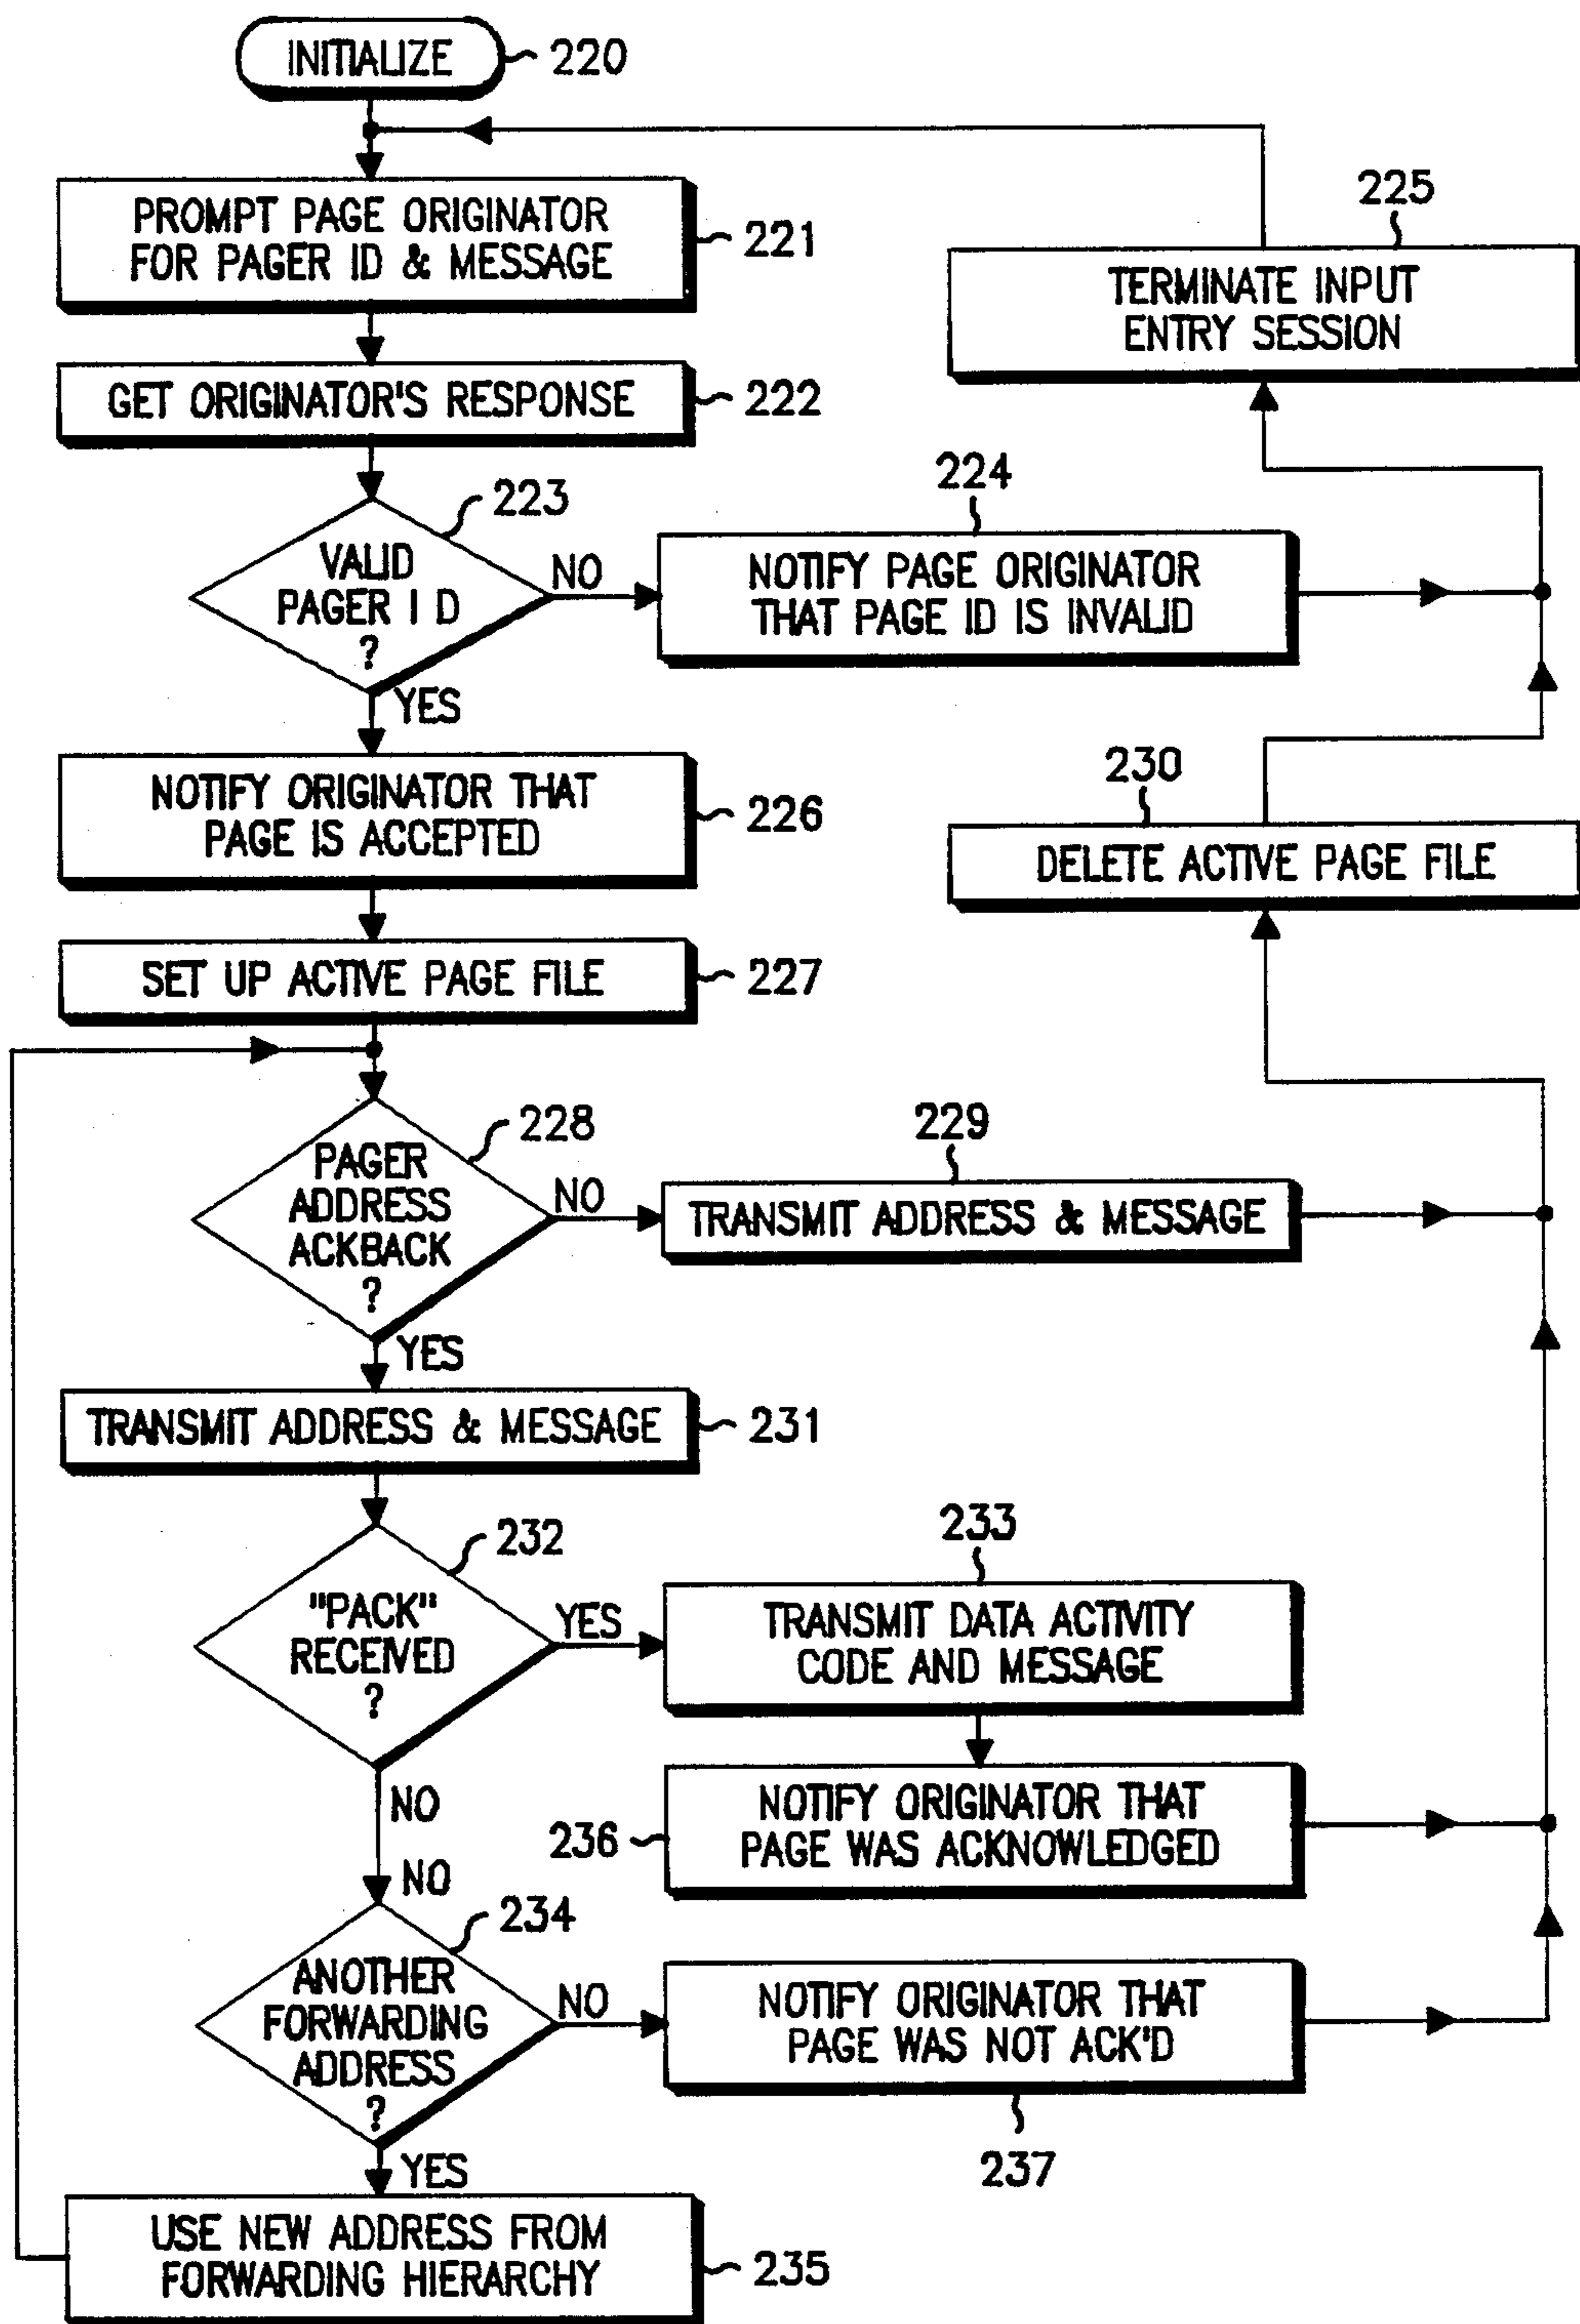 INITIALIZE
220
PROMPT PAGE ORIGINATOR
FOR PAGER ID & MESSAGE
221
225
TERMINATE INPUT
ENTRY SESSION
GET ORIGINATOR'S RESPONSE
222
223
VALID
PAGER I D
?
NO
YES
224
NOTIFY PAGE ORIGINATOR
THAT PAGE ID IS INVALID
NOTIFY ORIGINATOR THAT
PAGE IS ACCEPTED
226
230
DELETE ACTIVE PAGE FILE
SET UP ACTIVE PAGE FILE
227
228
PAGER
ADDRESS
ACKBACK
?
NO
YES
229
TRANSMIT ADDRESS & MESSAGE
TRANSMIT ADDRESS & MESSAGE
231
232
"PACK"
RECEIVED
?
YES
NO
233
TRANSMIT DATA ACTIVITY
CODE AND MESSAGE
236
NOTIFY ORIGINATOR THAT
PAGE WAS ACKNOWLEDGED
NO
234
ANOTHER
FORWARDING
ADDRESS
?
NO
YES
NOTIFY ORIGINATOR THAT
PAGE WAS NOT ACK'D
237
USE NEW ADDRESS FROM
FORWARDING HIERARCHY
235